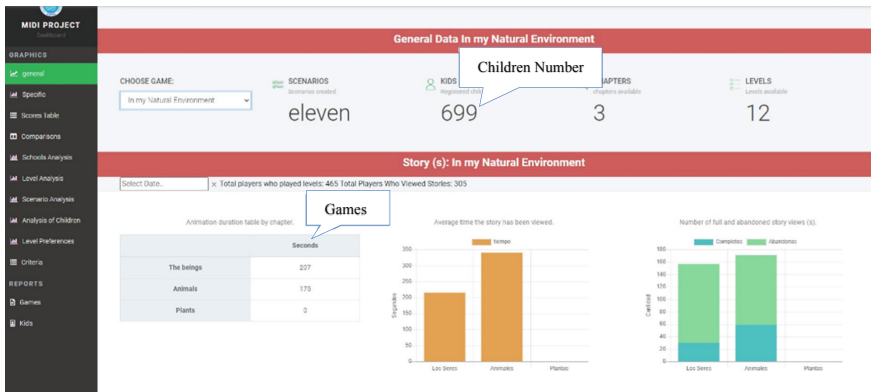 MIDI PROJECT
Dashboard
GRAPHICS
general
Specific
Scores Table
Comparisons
Schools Analysis
Level Analysis
Scenario Analysis
Analysis of Children
Level Preferences
Criteria
REPORTS
Games
Kids
General Data In my Natural Environment
CHOOSE GAME:
In my Natural Environment
SCENARIOS
Scenarios created
eleven
KIDS
Registered chil
699
Children Number
HAPTERS
chapters available
3
LEVELS
Levels available
12
Story (s): In my Natural Environment
Select Date..
× Total players who played levels: 465 Total Players Who Viewed Stories: 305
Games
Animation duration table by chapter.
Seconds
The beings 207
Animals 175
Plants 0
Average time the story has been viewed.
tiempo
Segundos
350
300
250
200
150
100
50
0
Los Seres Animales Plantas
Number of full and abandoned story views (s).
Completas Abandonas
Cantidad
180
160
140
120
100
80
60
40
20
0
Los Seres Animales Plantas